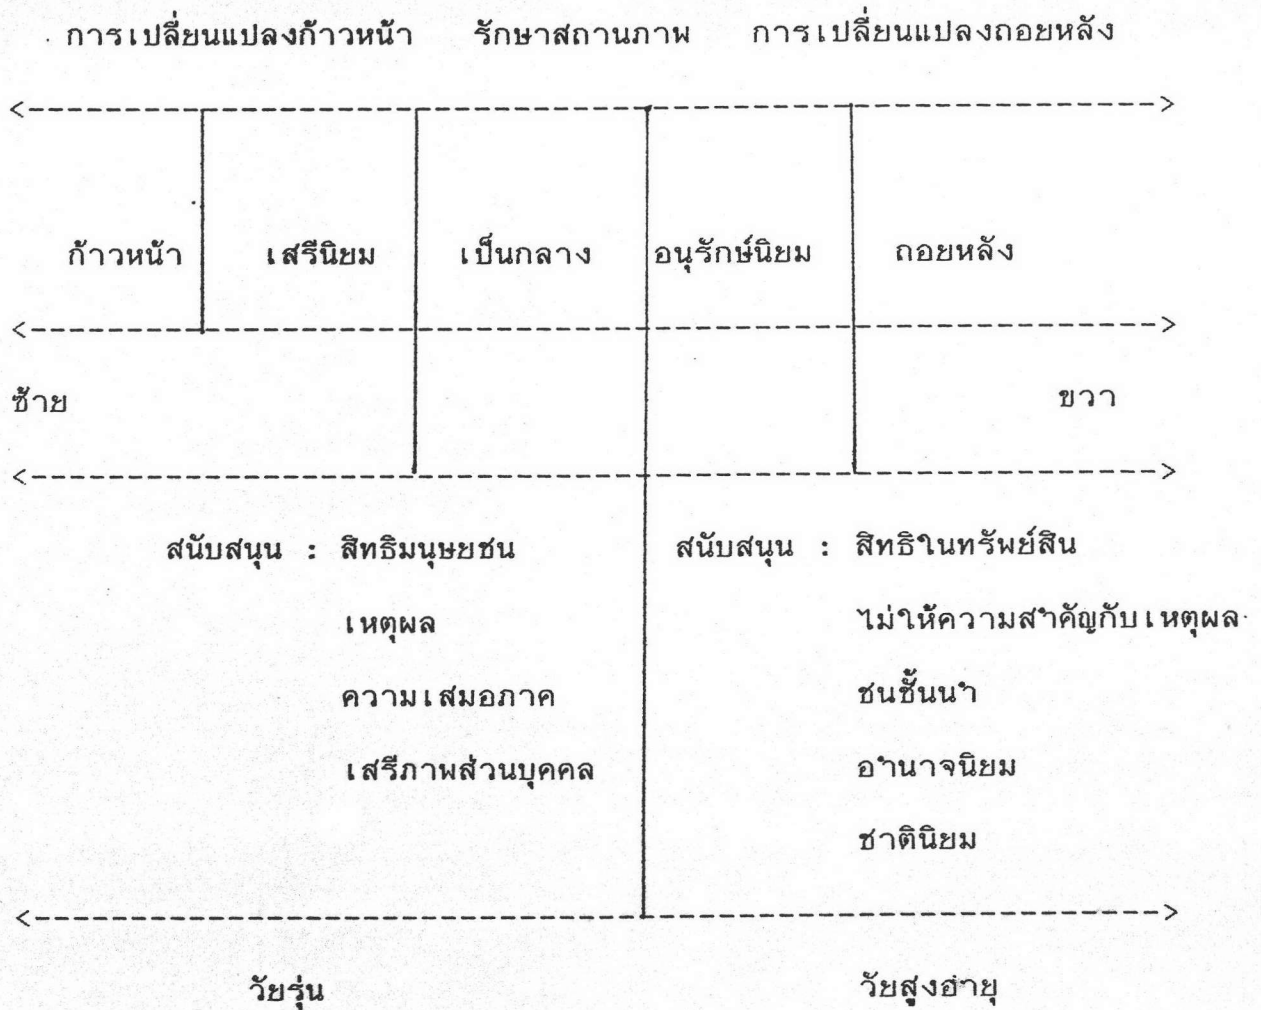 การเปลี่ยนแปลงก้าวหน้า รักษาสถานภาพ การเปลี่ยนแปลงถอยหลัง
ก้าวหน้า เสรีนิยม เป็นกลาง อนุรักษ์นิยม ถอยหลัง
ซ้าย ขวา
สนับสนุน : สิทธิมนุษยชน สนับสนุน : สิทธิในทรัพย์สิน
เหตุผล ไม่ให้ความสำคัญกับเหตุผล
ความเสมอภาค ชนชั้นนำ
เสรีภาพส่วนบุคคล อำนาจนิยม
ชาตินิยม
วัยรุ่น วัยสูงอายุ